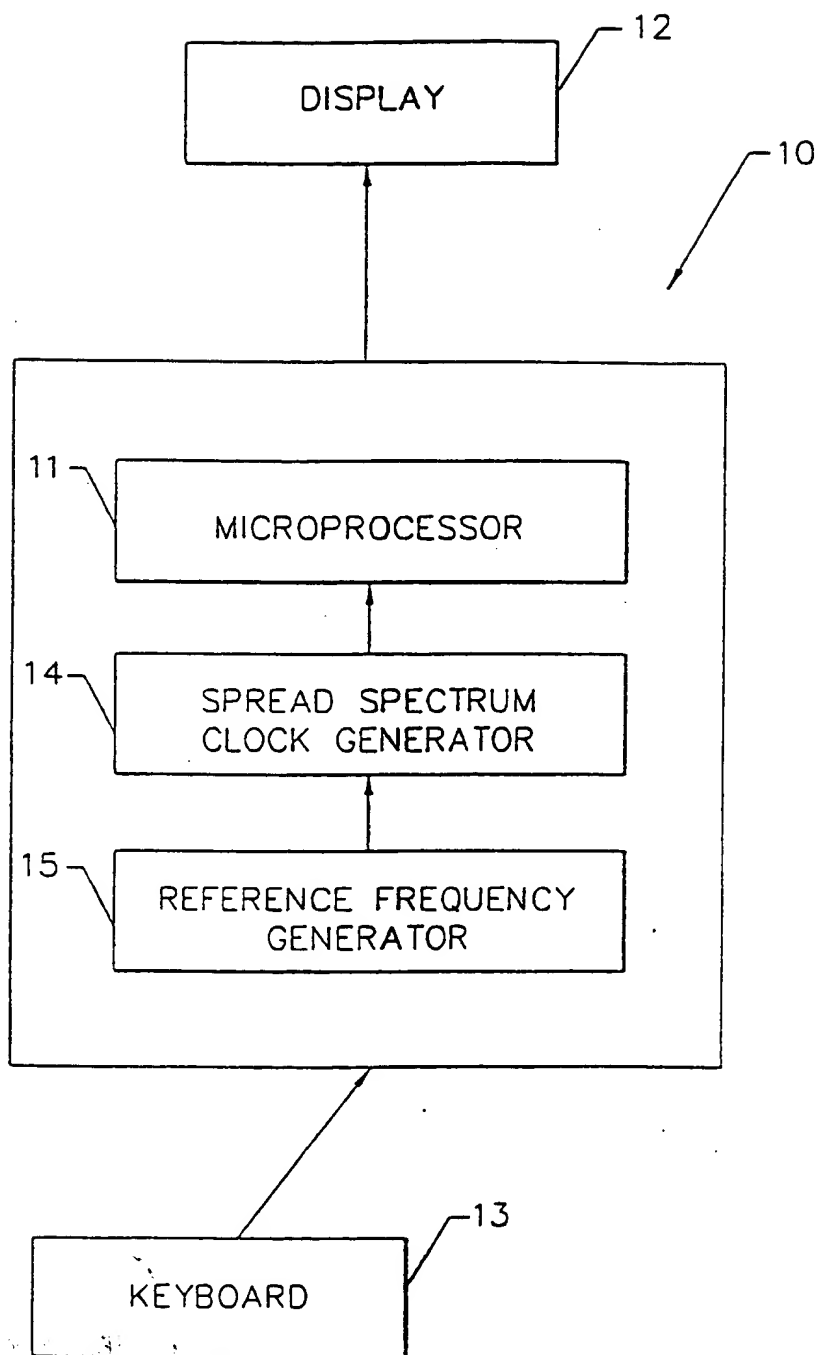 12
DISPLAY
10
11
MICROPROCESSOR
14
SPREAD SPECTRUM
CLOCK GENERATOR
15
REFERENCE FREQUENCY
GENERATOR
13
KEYBOARD